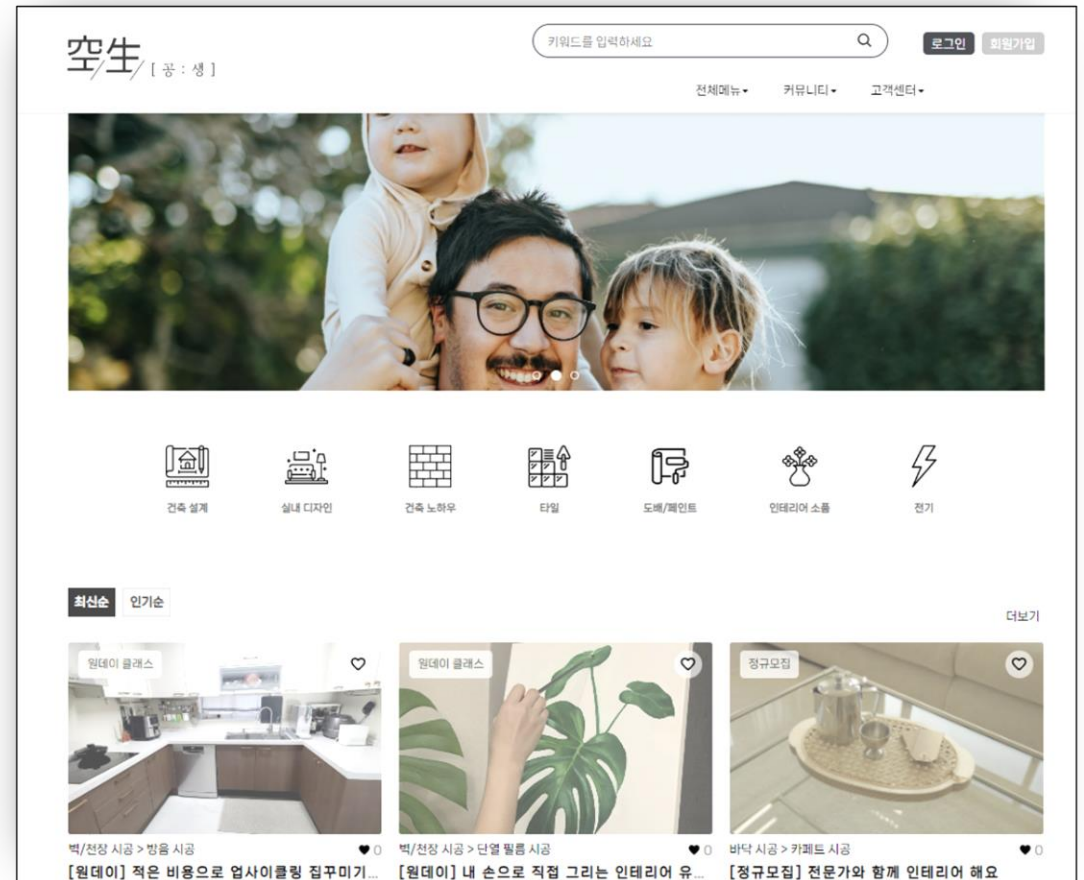 空生 [공:생]
키워드를 입력하세요
로그인 회원가입
전체메뉴 커뮤니티 고객센터
건축 설계 실내 디자인 건축 노하우 타일 도배/페인트 인테리어 소품 전기
최신순 인기순
더보기
원데이 클래스 원데이 클래스 정규모집
벽/천장 시공 > 방음 시공 0 벽/천장 시공 > 단열 필름 시공 0 바닥 시공 > 카페트 시공 0
[원데이] 적은 비용으로 업사이클링 집꾸미기... [원데이] 내 손으로 직접 그리는 인테리어 유... [정규모집] 전문가와 함께 인테리어 해요